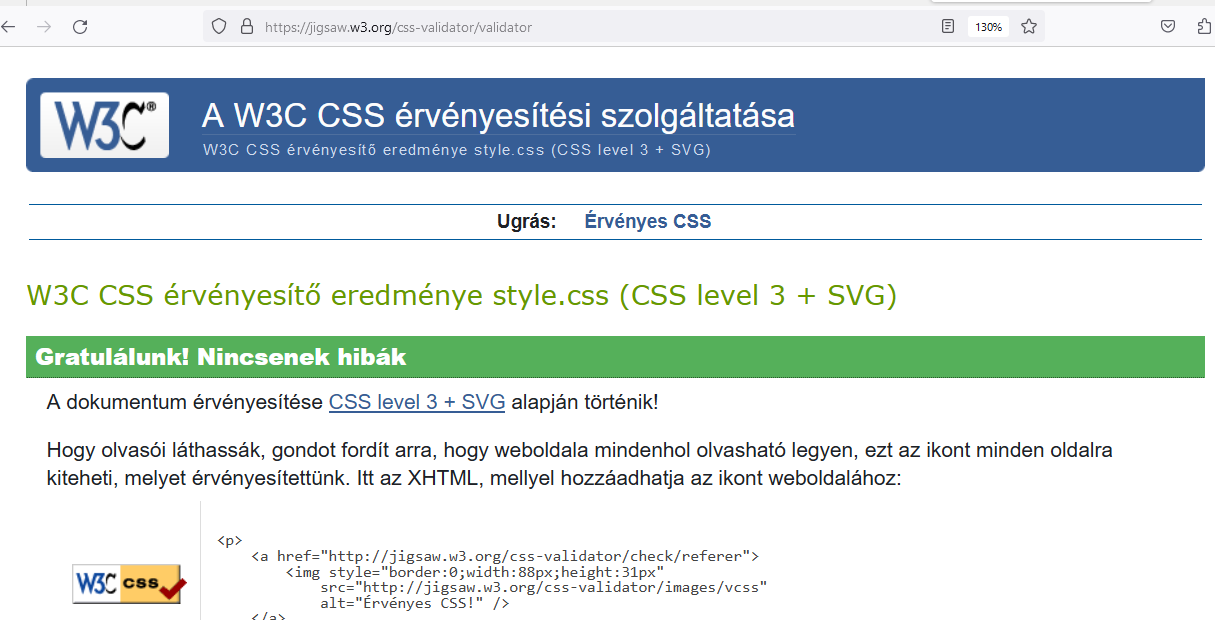 https://jigsaw.w3.org/css-validator/validator
130%
W3C®
A W3C CSS érvényesítési szolgáltatása
W3C CSS érvényesítő eredménye style.css (CSS level 3 + SVG)
Ugrás: Érvényes CSS
W3C CSS érvényesítő eredménye style.css (CSS level 3 + SVG)
Gratulálunk! Nincsenek hibák
A dokumentum érvényesítése CSS level 3 + SVG alapján történik!
Hogy olvasói láthassák, gondot fordít arra, hogy weboldala mindenhol olvasható legyen, ezt az ikont minden oldalra
kiteheti, melyet érvényesítettünk. Itt az XHTML, mellyel hozzáadhatja az ikont weboldalához:
W3C css
<p>
<a href="http://jigsaw.w3.org/css-validator/check/referer">
<img style="border:0;width:88px;height:31px"
src="http://jigsaw.w3.org/css-validator/images/vcss"
alt="Érvényes CSS!" />
</a>